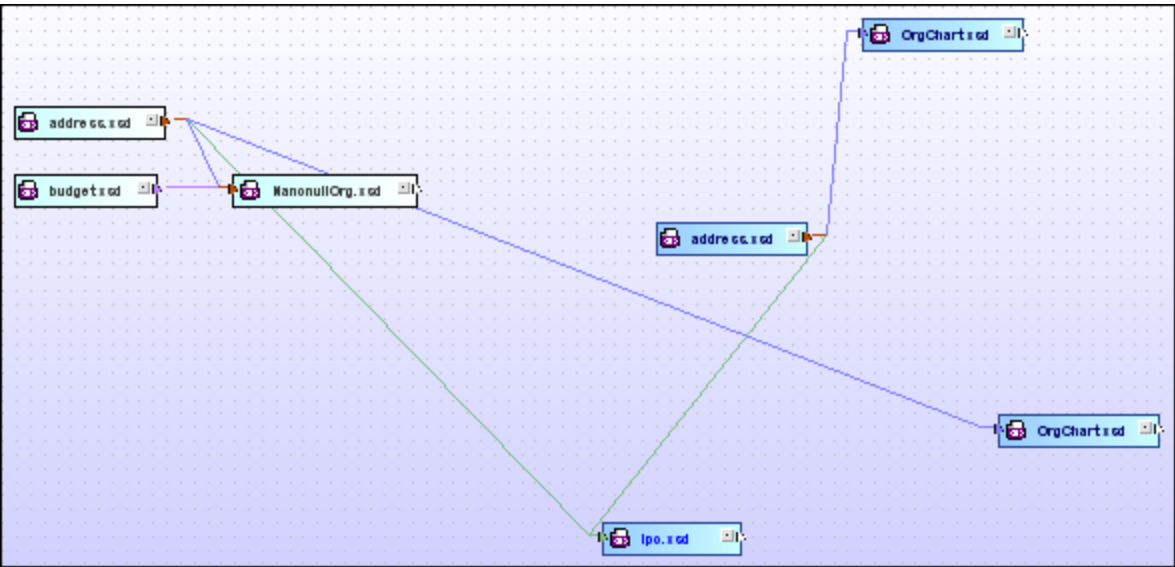 OrgChart.xsd
address.xsd
budget.xsd
NanonullOrg.xsd
address.xsd
OrgChart.xsd
ipo.xsd